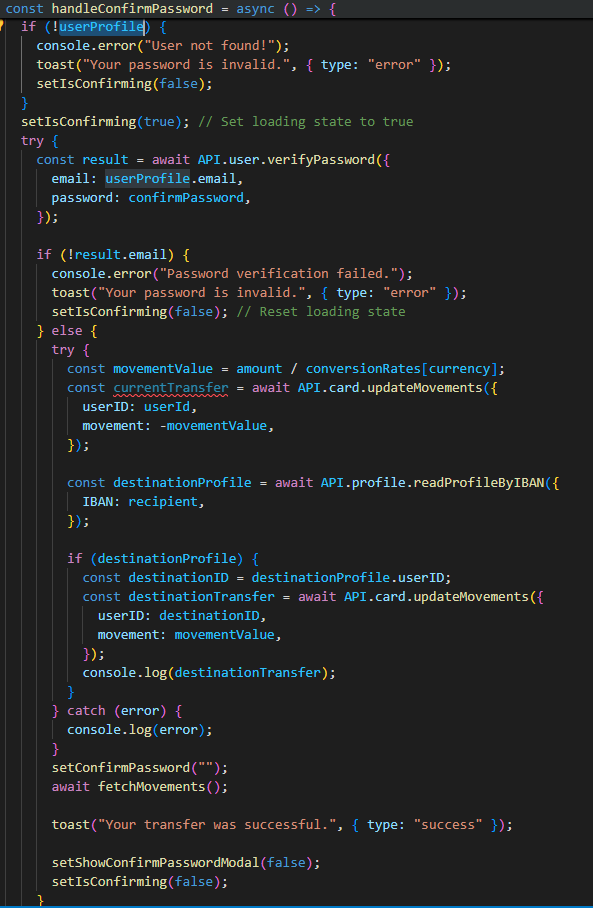 const handleConfirmPassword = async () => {
if (!userProfile) {
console.error("User not found!");
toast("Your password is invalid.", { type: "error" });
setIsConfirming(false);
}
setIsConfirming(true); // Set loading state to true
try {
const result = await API.user.verifyPassword({
email: userProfile.email,
password: confirmPassword,
});
if (!result.email) {
console.error("Password verification failed.");
toast("Your password is invalid.", { type: "error" });
setIsConfirming(false); // Reset loading state
} else {
try {
const movementValue = amount / conversionRates[currency];
const currentTransfer = await API.card.updateMovements({
userID: userId,
movement: -movementValue,
});
const destinationProfile = await API.profile.readProfileByIBAN({
IBAN: recipient,
});
if (destinationProfile) {
const destinationID = destinationProfile.userID;
const destinationTransfer = await API.card.updateMovements({
userID: destinationID,
movement: movementValue,
});
console.log(destinationTransfer);
}
} catch (error) {
console.log(error);
}
setConfirmPassword("");
await fetchMovements();
toast("Your transfer was successful.", { type: "success" });
setShowConfirmPasswordModal(false);
setIsConfirming(false);
}